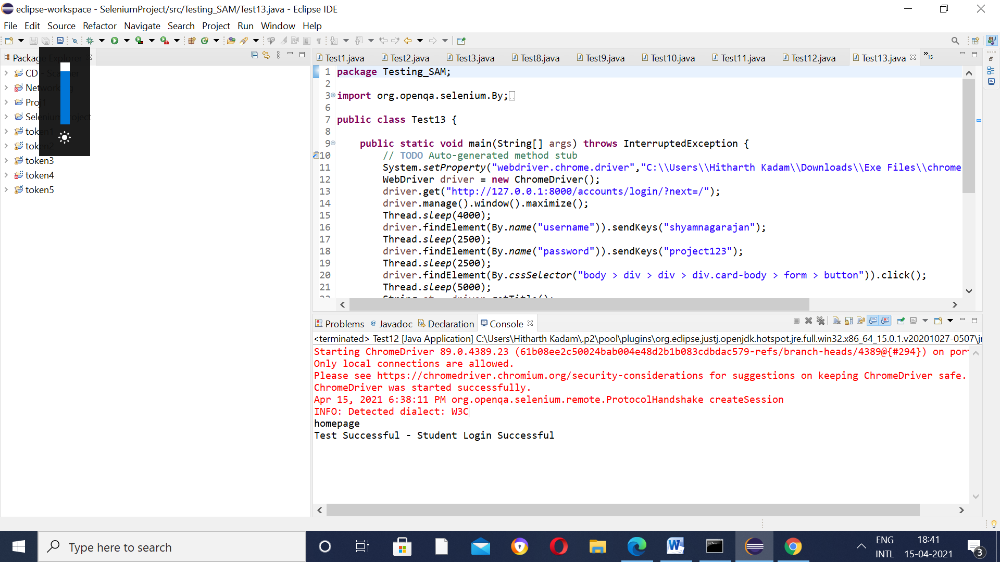 eclipse-workspace - SeleniumProject/src/Testing_SAM/Test13.java - Eclipse IDE
File Edit Source Refactor Navigate Search Project Run Window Help
Package Explorer
CD - Scanner
Networking
Proj1
SeleniumProject
token1
token2
token3
token4
token5
Test1.java Test2.java Test3.java Test8.java Test9.java Test10.java Test11.java Test12.java Test13.java »15
1 package Testing_SAM;
2
3 import org.openqa.selenium.By;
6
7 public class Test13 {
8
9 public static void main(String[] args) throws InterruptedException {
10 // TODO Auto-generated method stub
11 System.setProperty("webdriver.chrome.driver","C:\\Users\\Hitharth Kadam\\Downloads\\Exe Files\\chrome
12 WebDriver driver = new ChromeDriver();
13 driver.get("http://127.0.0.1:8000/accounts/login/?next=/");
14 driver.manage().window().maximize();
15 Thread.sleep(4000);
16 driver.findElement(By.name("username")).sendKeys("shyamnagarajan");
17 Thread.sleep(2500);
18 driver.findElement(By.name("password")).sendKeys("project123");
19 Thread.sleep(2500);
20 driver.findElement(By.cssSelector("body > div > div > div.card-body > form > button")).click();
21 Thread.sleep(5000);
Problems @ Javadoc Declaration Console
<terminated> Test12 [Java Application] C:\Users\Hitharth Kadam\.p2\pool\plugins\org.eclipse.justj.openjdk.hotspot.jre.full.win32.x86_64_15.0.1.v20201027-0507\jr
Starting ChromeDriver 89.0.4389.23 (61b08ee2c50024bab004e48d2b1b083cdbdac579-refs/branch-heads/4389@{#294}) on por
Only local connections are allowed.
Please see https://chromedriver.chromium.org/security-considerations for suggestions on keeping ChromeDriver safe.
ChromeDriver was started successfully.
Apr 15, 2021 6:38:11 PM org.openqa.selenium.remote.ProtocolHandshake createSession
INFO: Detected dialect: W3C
homepage
Test Successful - Student Login Successful
Type here to search
ENG
INTL
18:41
15-04-2021
3